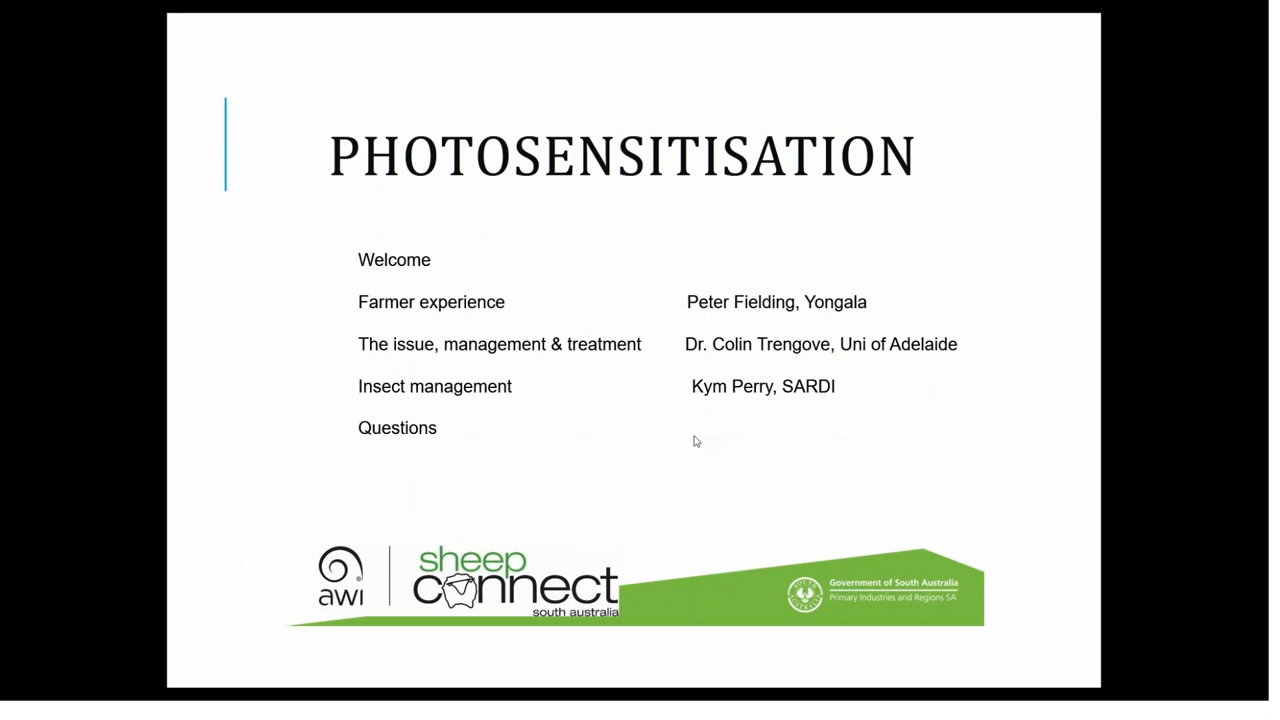 PHOTOSENSITISATION
Welcome
Farmer experience Peter Fielding, Yongala
The issue, management & treatment Dr. Colin Trengove, Uni of Adelaide
Insect management Kym Perry, SARDI
Questions
awi
sheep
connect
south australia
Government of South Australia
Primary Industries and Regions SA